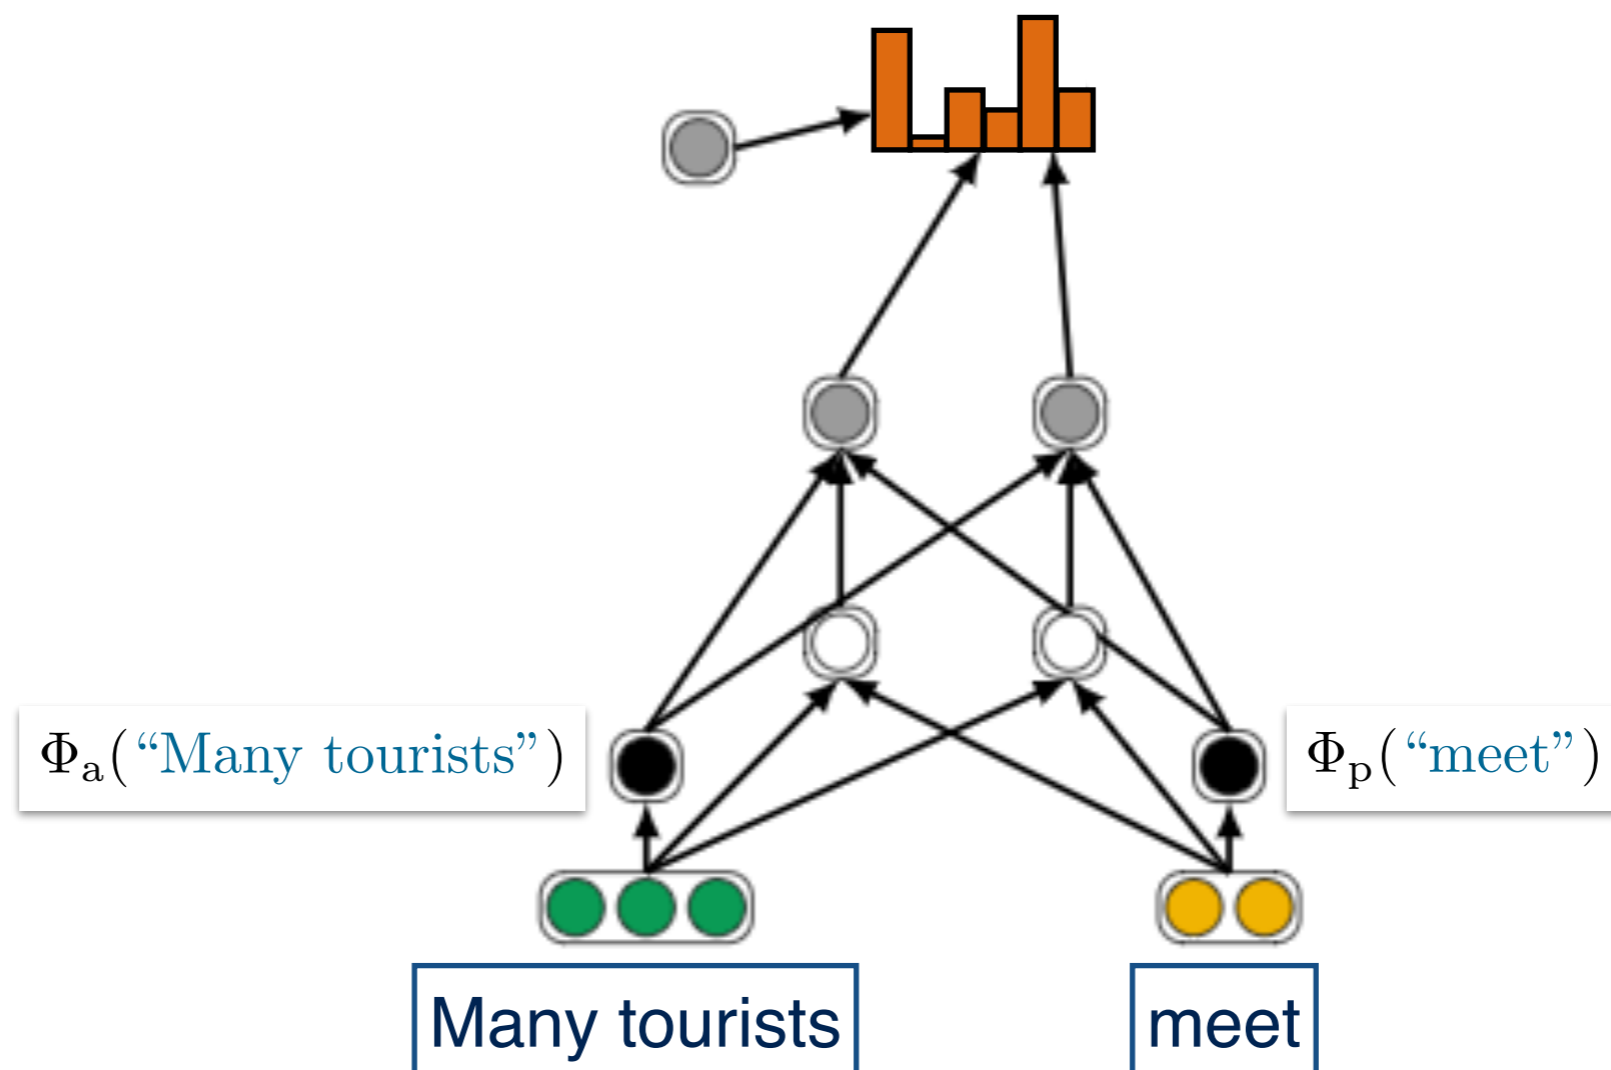 Φₐ(“Many tourists”)
Φₚ(“meet”)
Many tourists
meet